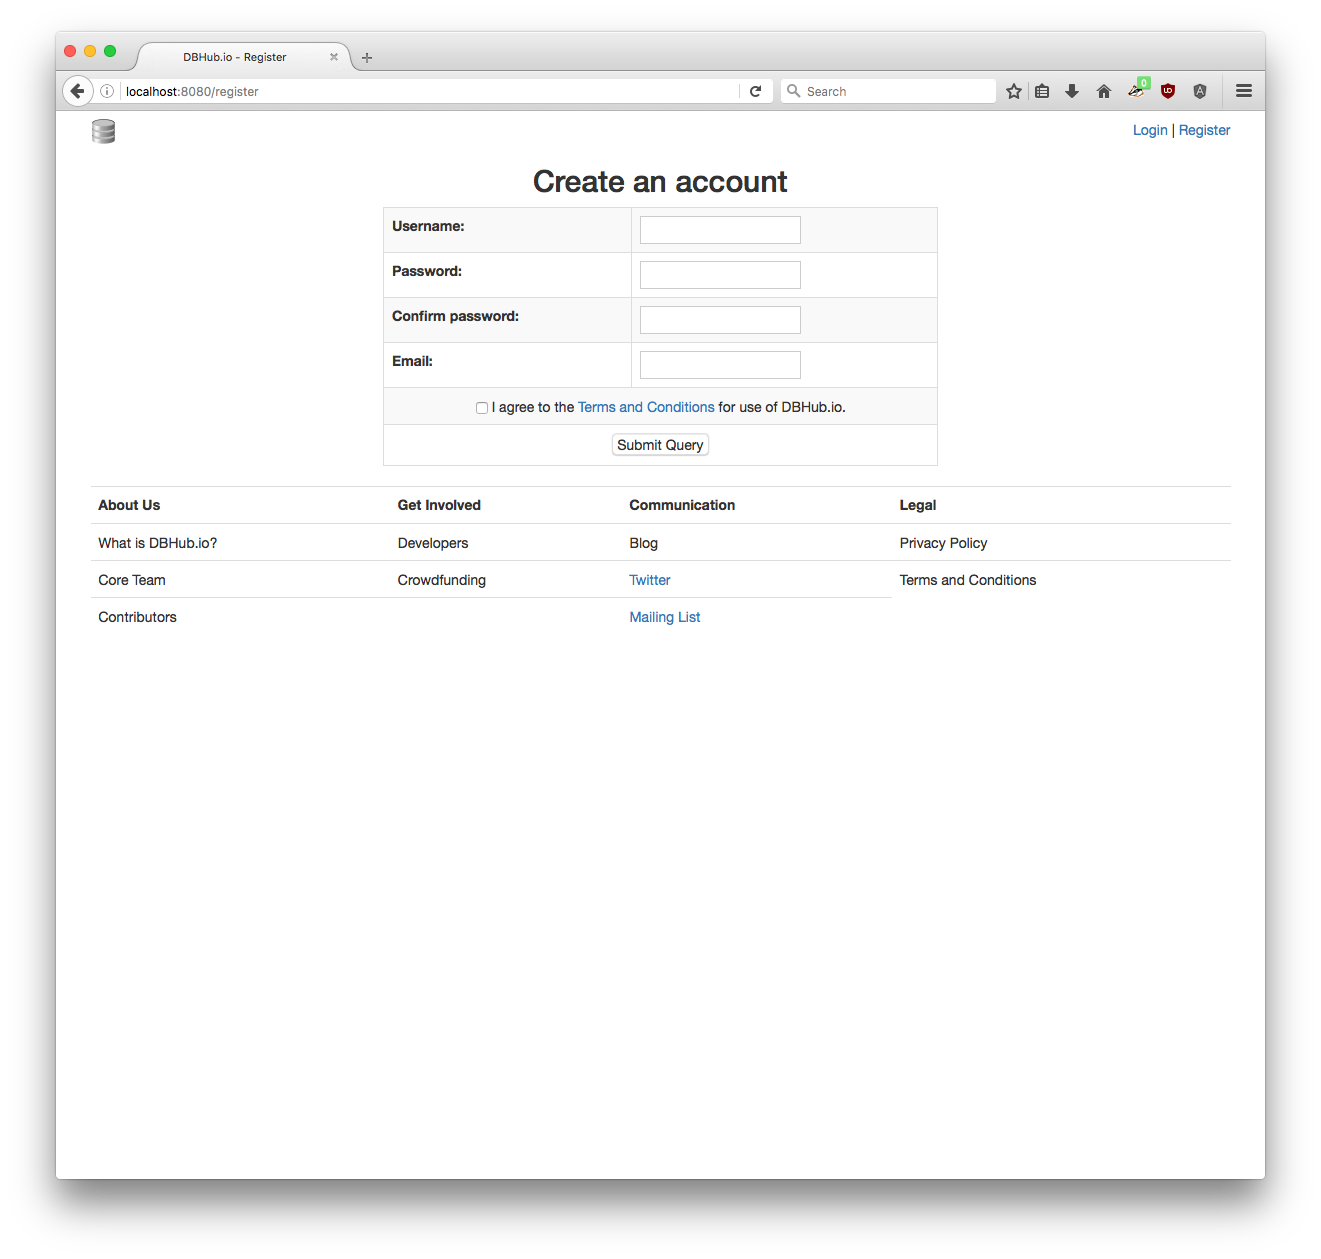 DBHub.io - Register
localhost:8080/register
Search
0
Login | Register
Create an account
Username:
Password:
Confirm password:
Email:
I agree to the Terms and Conditions for use of DBHub.io.
Submit Query
About Us Get Involved Communication Legal
What is DBHub.io? Developers Blog Privacy Policy
Core Team Crowdfunding Twitter Terms and Conditions
Contributors Mailing List